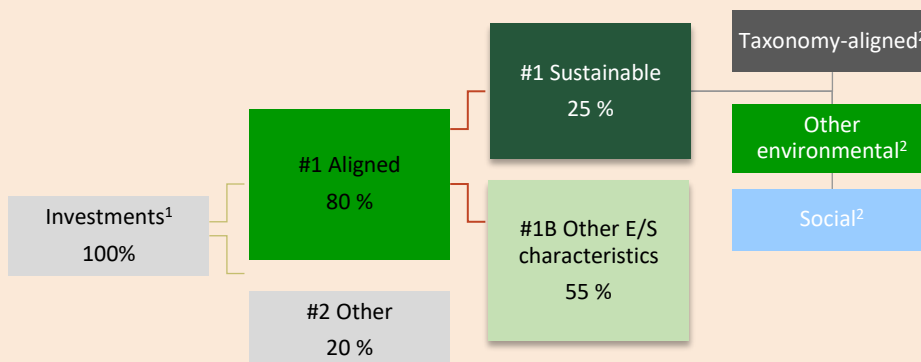 Investments¹
100%
#1 Aligned
80 %
#2 Other
20 %
#1 Sustainable
25 %
#1B Other E/S
characteristics
55 %
Taxonomy-aligned²
Other
environmental²
Social²